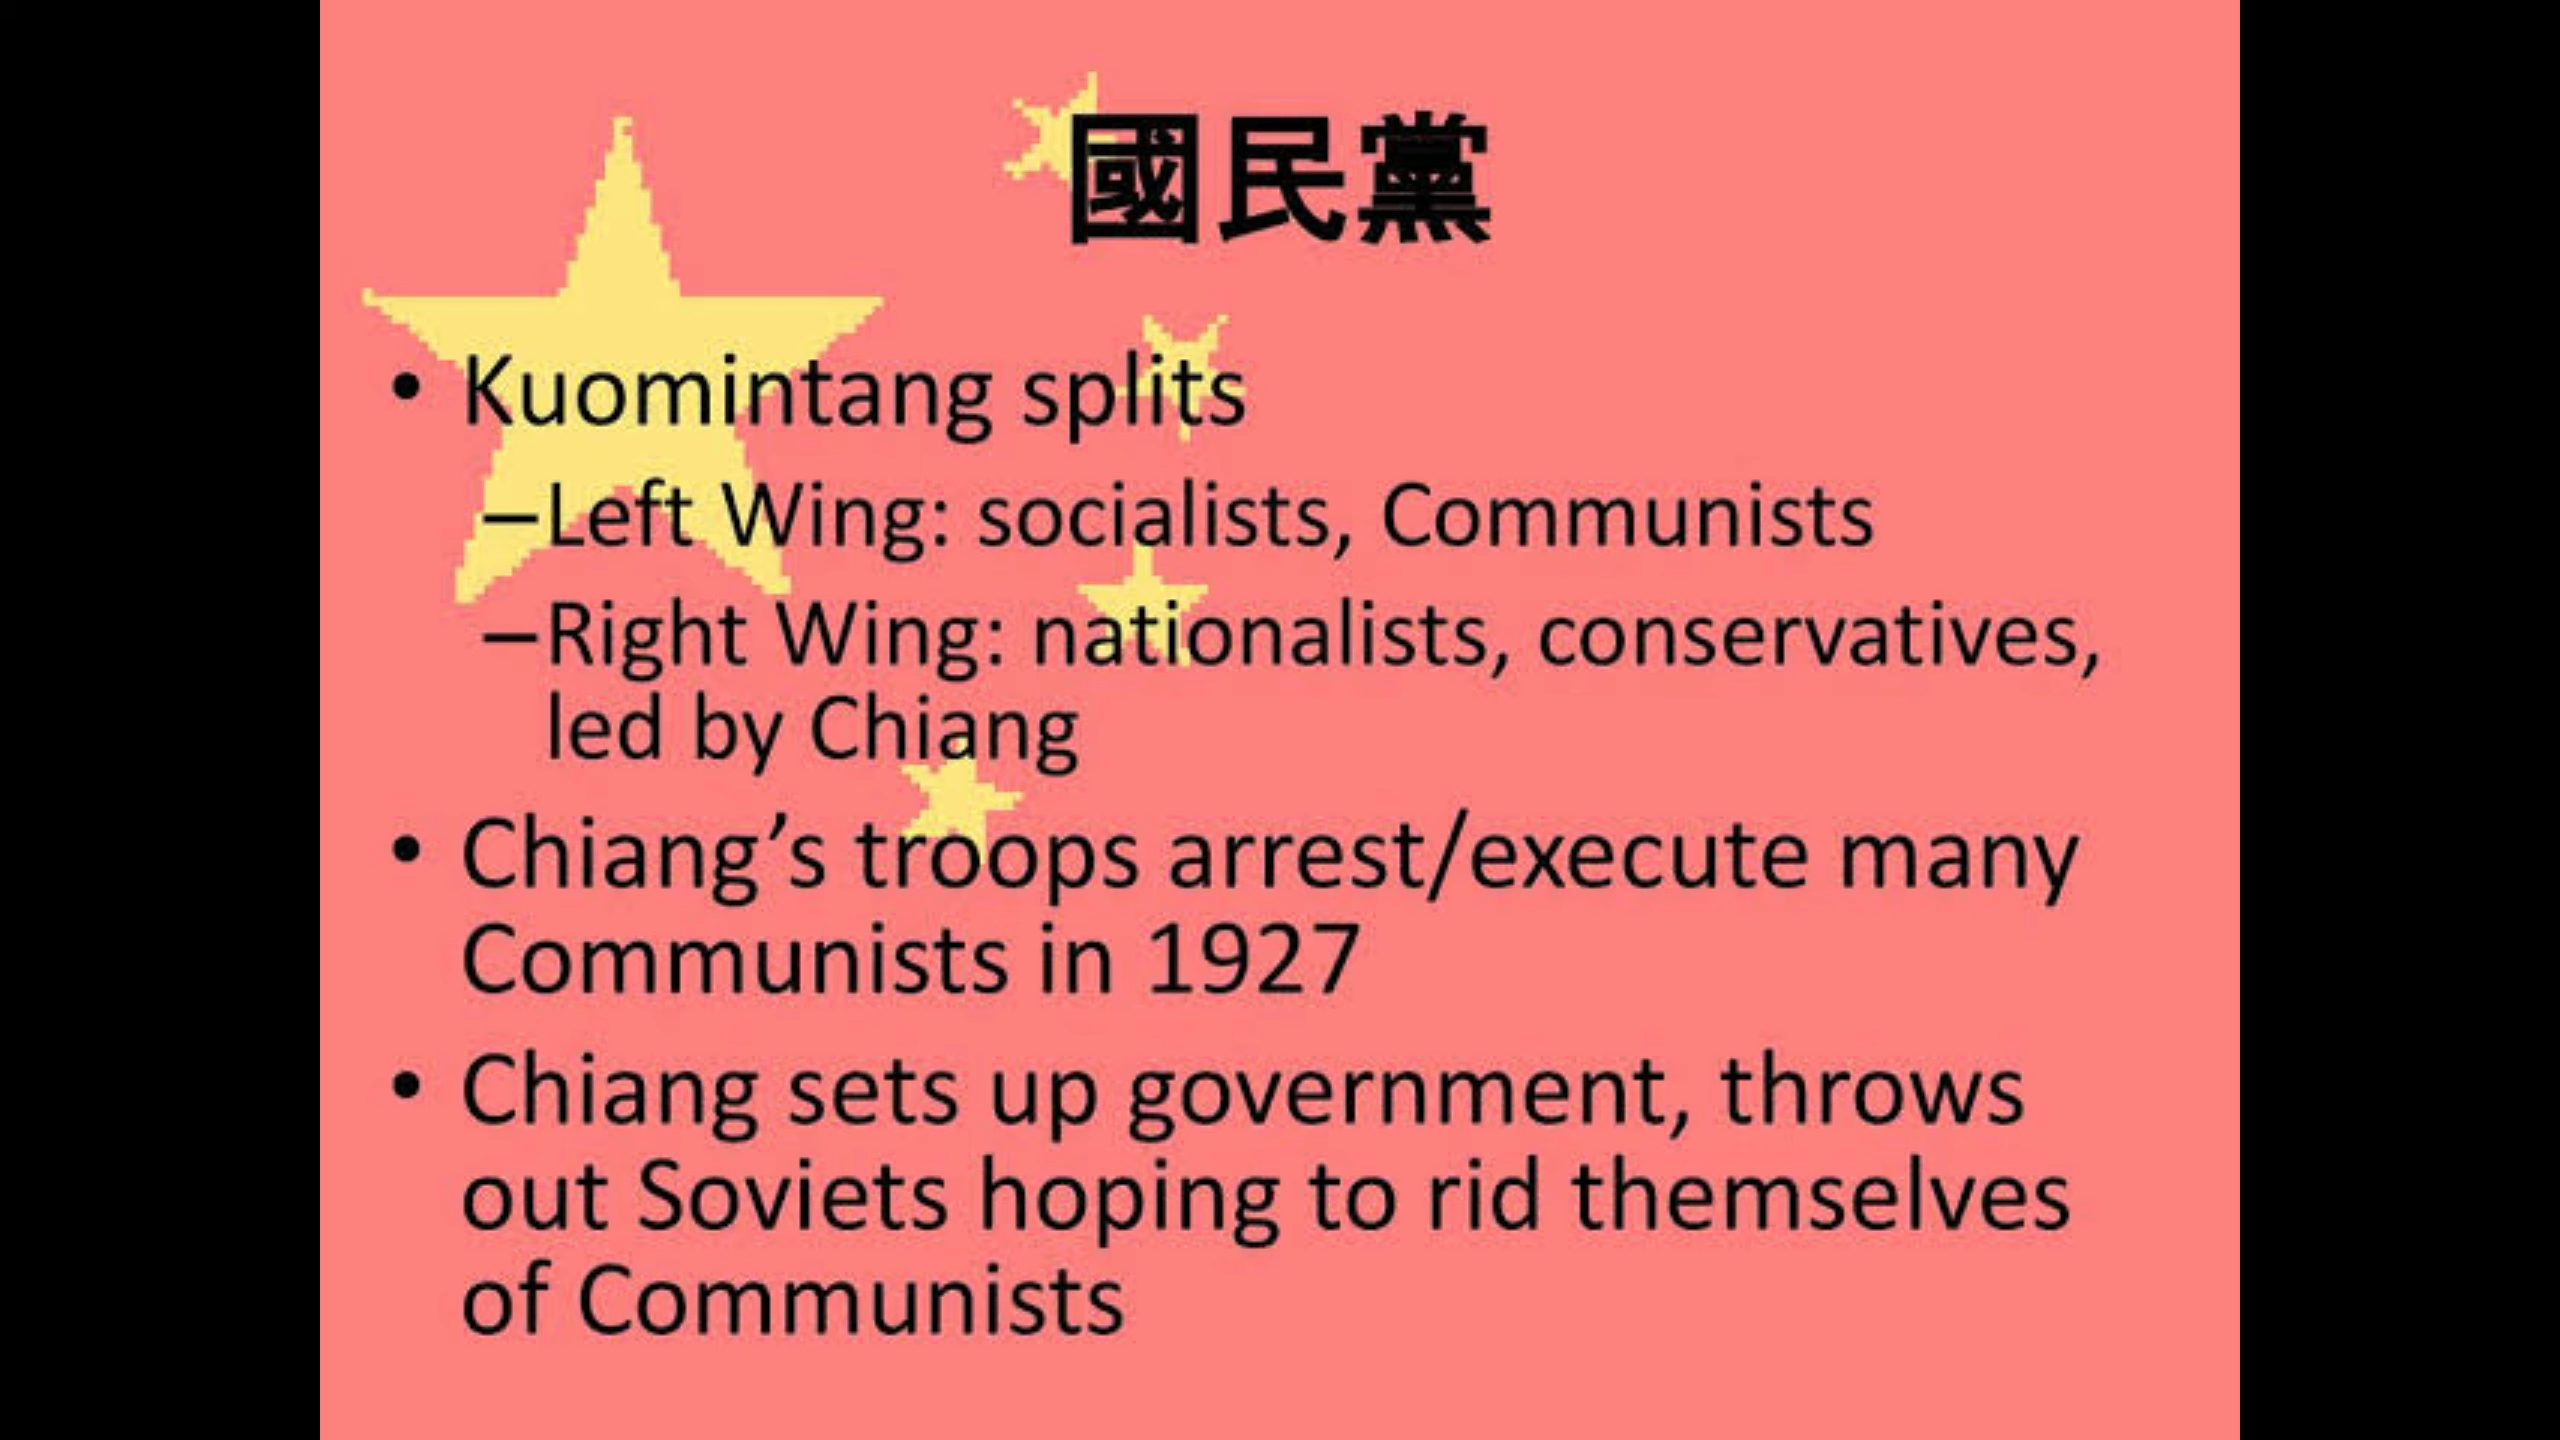 國民黨
• Kuomintang splits
–Left Wing: socialists, Communists
–Right Wing: nationalists, conservatives,
led by Chiang
• Chiang’s troops arrest/execute many
Communists in 1927
• Chiang sets up government, throws
out Soviets hoping to rid themselves
of Communists